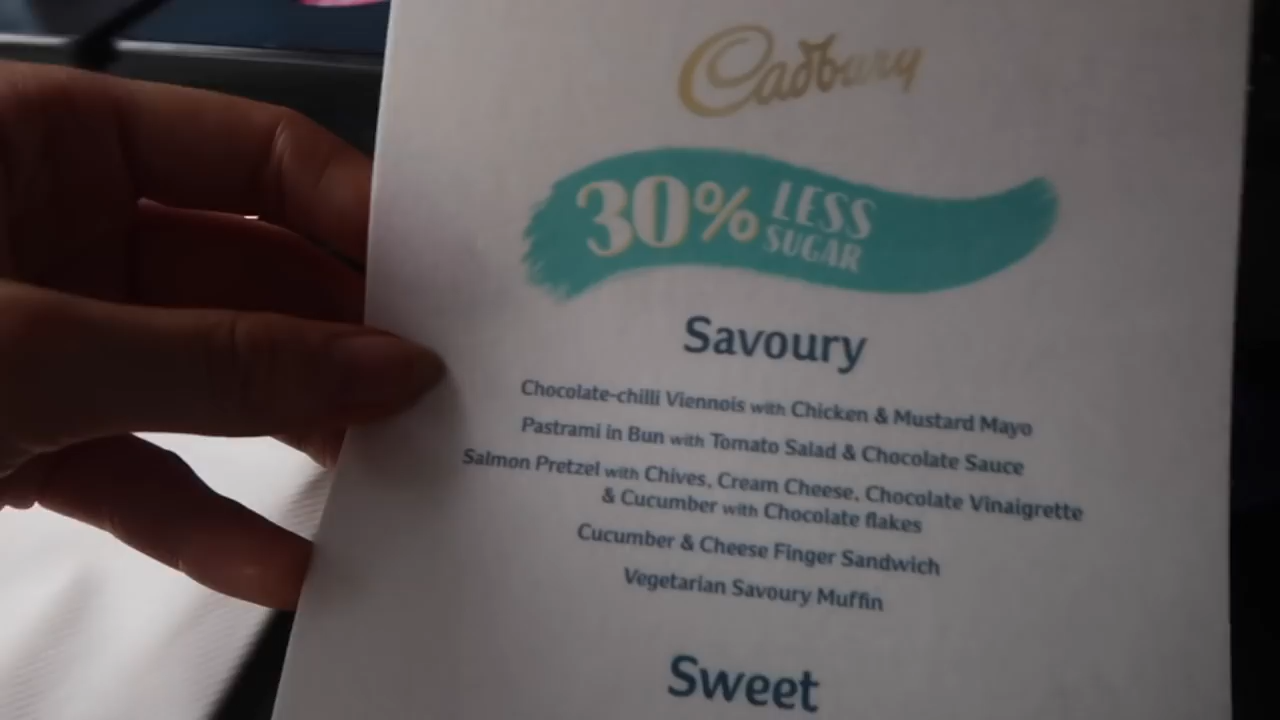 Cadbury
30% LESS
SUGAR
Savoury
Chocolate-chilli Viennois with Chicken & Mustard Mayo
Pastrami in Bun with Tomato Salad & Chocolate Sauce
Salmon Pretzel with Chives, Cream Cheese, Chocolate Vinaigrette
& Cucumber with Chocolate flakes
Cucumber & Cheese Finger Sandwich
Vegetarian Savoury Muffin
Sweet